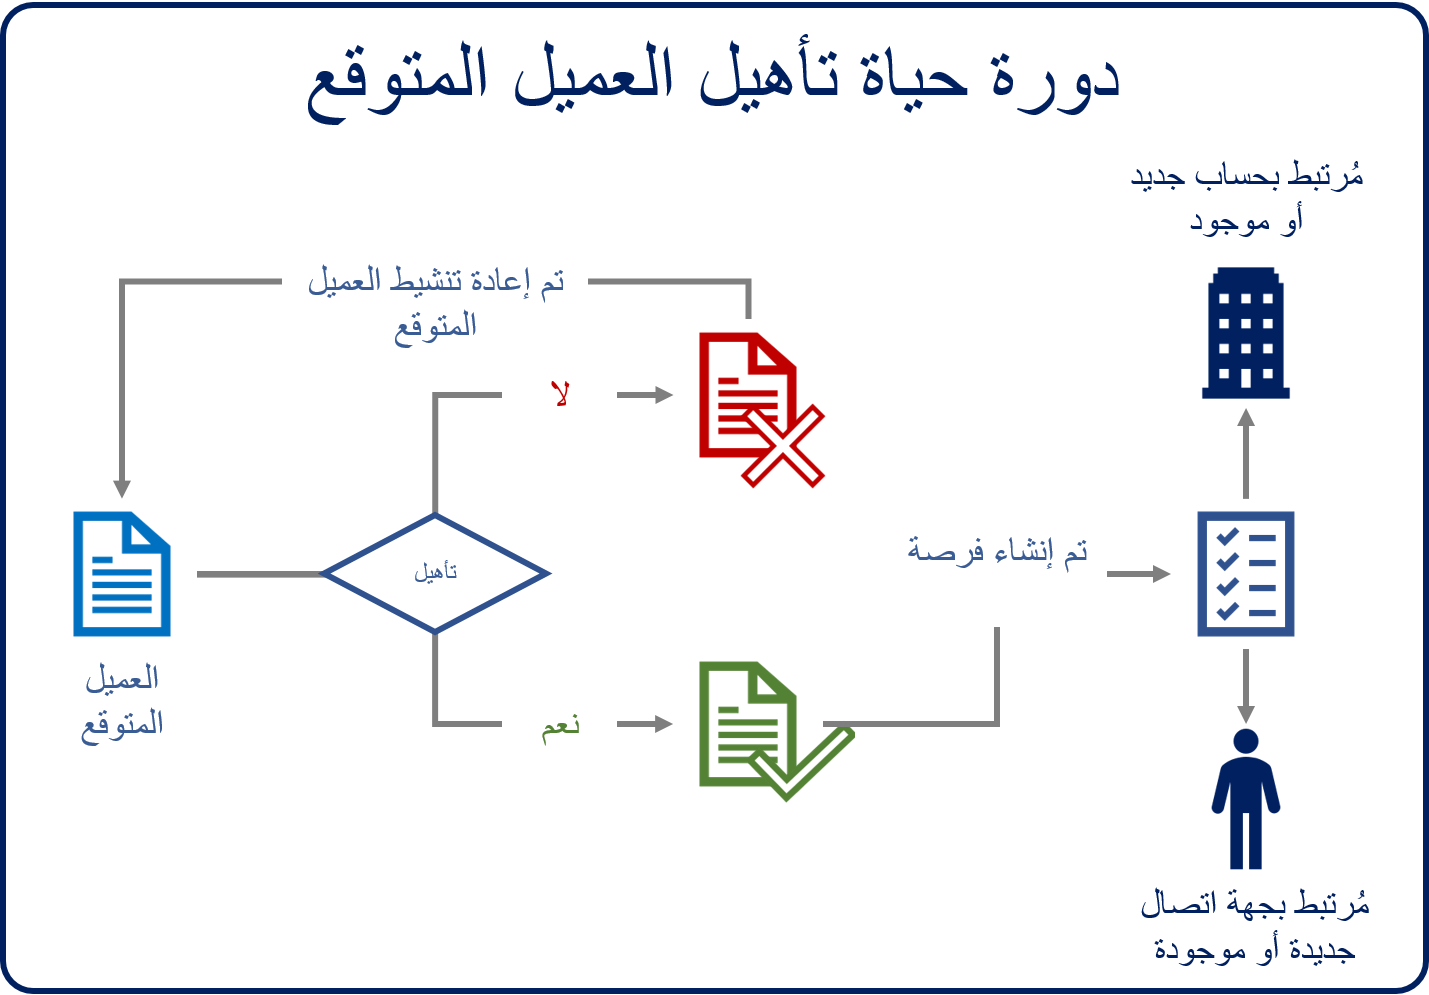 دورة حياة تأهيل العميل المتوقع
مُرتبط بحساب جديد
أو موجود
تم إعادة تنشيط العميل
المتوقع
لا
تم إنشاء فرصة
تأهيل
العميل
المتوقع
نعم
مُرتبط بجهة اتصال
جديدة أو موجودة